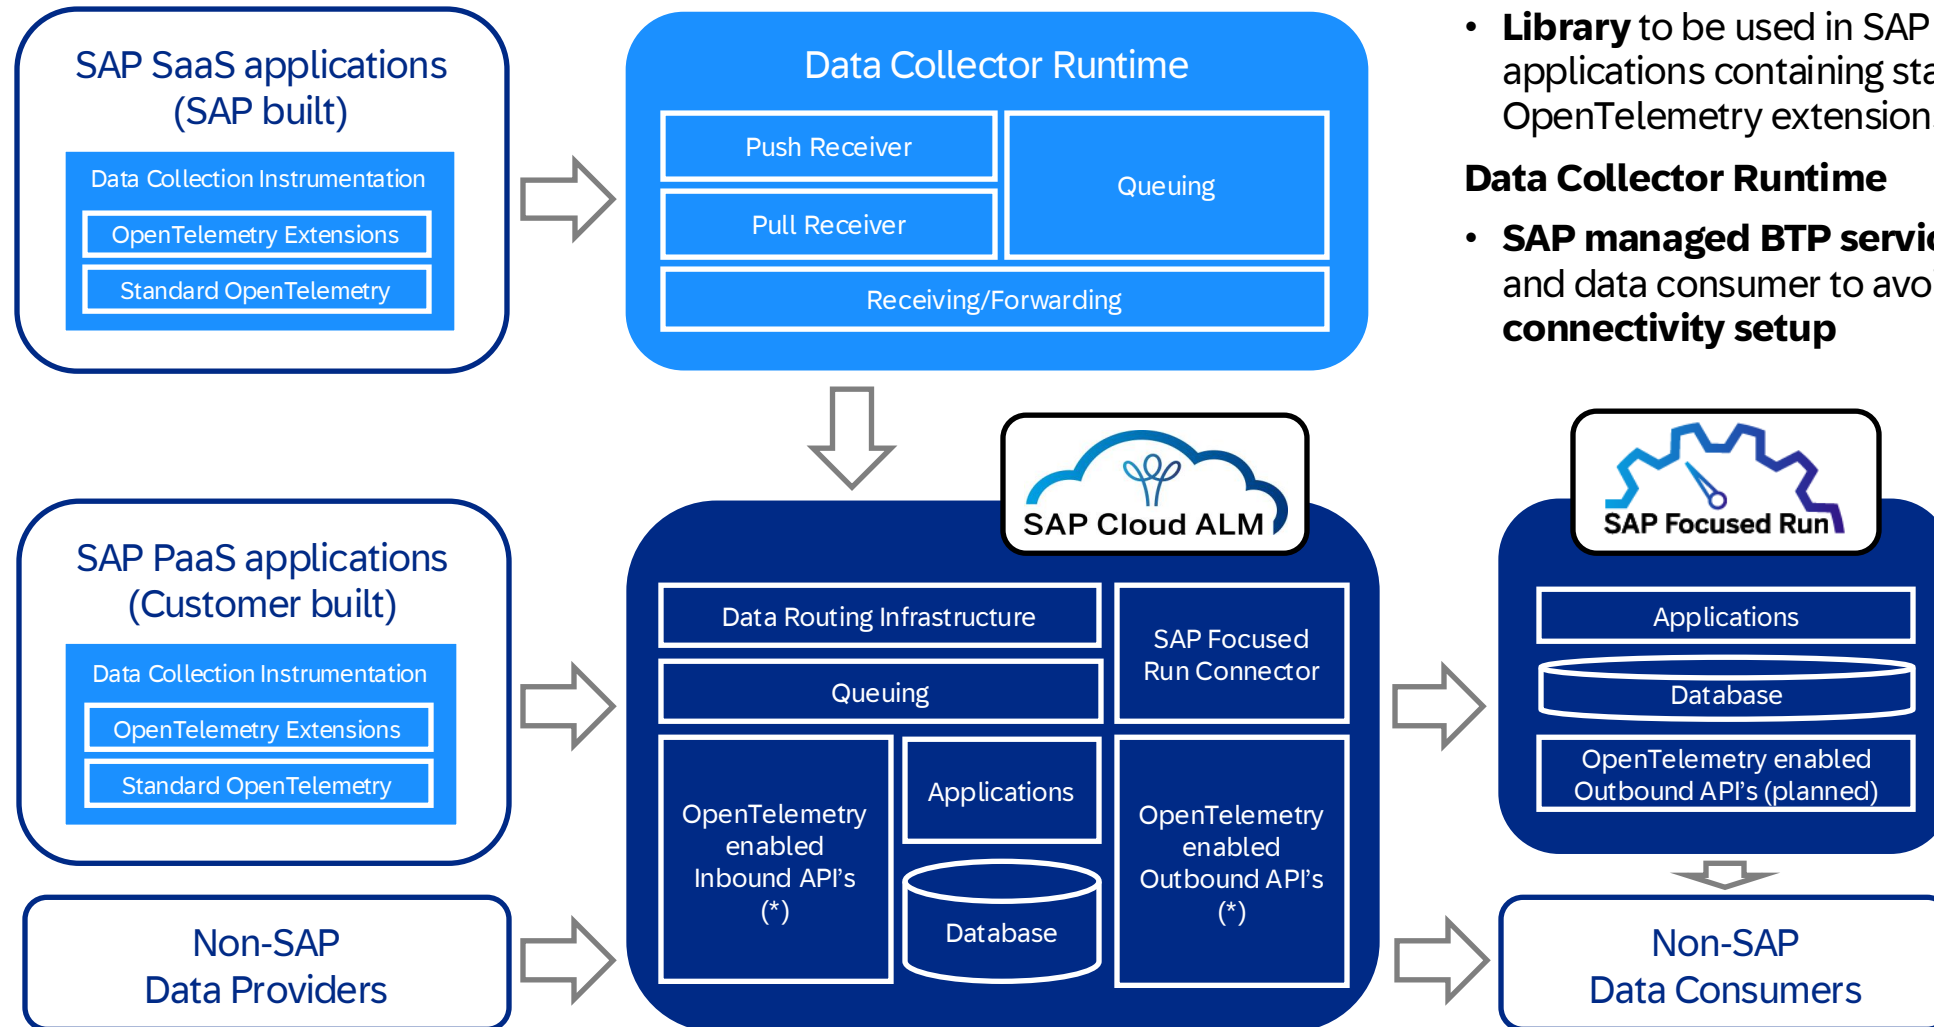 SAP SaaS applications
(SAP built)
Data Collection Instrumentation
OpenTelemetry Extensions
Standard OpenTelemetry
Data Collector Runtime
Push Receiver
Pull Receiver
Queuing
Receiving/Forwarding
• Library to be used in SAP
applications containing
OpenTelemetry
Data Collector Runtime
• SAP managed BTP
and data consumer to
connectivity setup
SAP PaaS applications
(Customer built)
Data Collection Instrumentation
OpenTelemetry Extensions
Standard OpenTelemetry
Non-SAP
Data Providers
SAP Cloud ALM
Data Routing Infrastructure
Queuing
SAP Focused
Run Connector
OpenTelemetry
enabled
Inbound API's
(*)
Applications
Database
OpenTelemetry
enabled
Outbound API's
(*)
SAP Focused Run
Applications
Database
OpenTelemetry enabled
Outbound API's (planned)
Non-SAP
Data Consumers